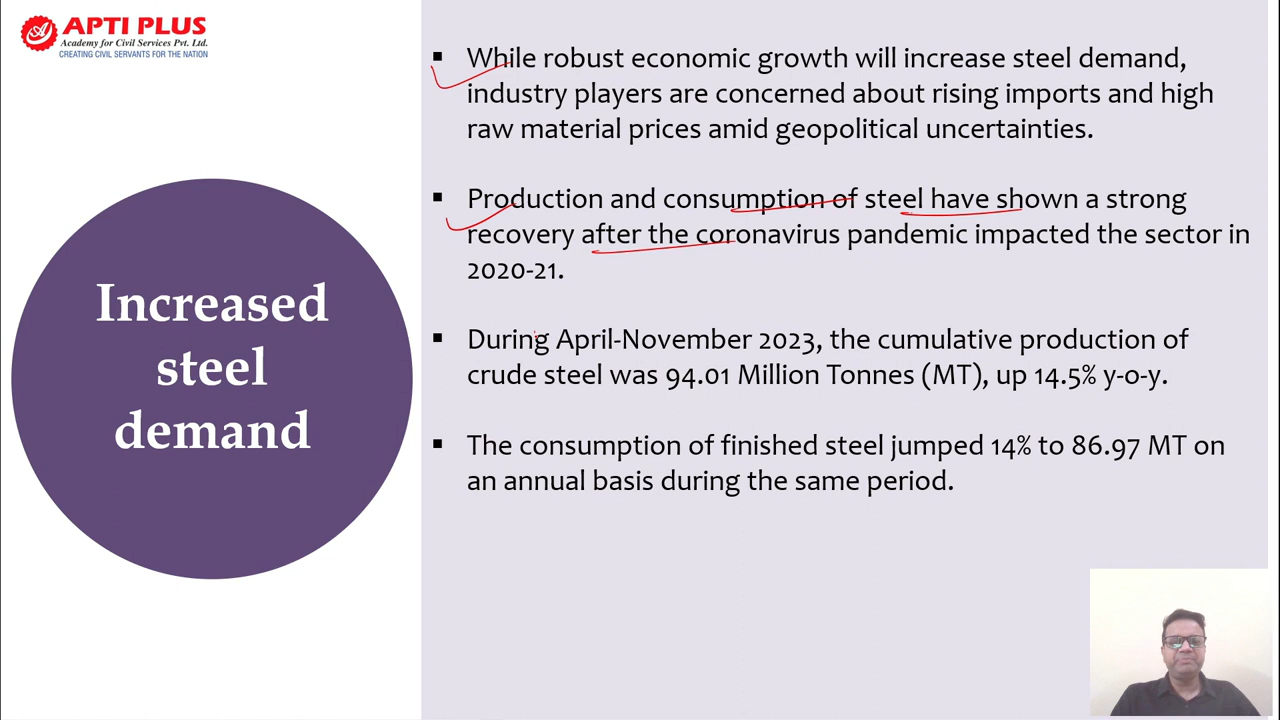 APTI PLUS
Academy for Civil Services Pvt. Ltd.
CREATING CIVIL SERVANTS FOR THE NATION
Increased
steel
demand
▪ While robust economic growth will increase steel demand,
industry players are concerned about rising imports and high
raw material prices amid geopolitical uncertainties.
▪ Production and consumption of steel have shown a strong
recovery after the coronavirus pandemic impacted the sector in
2020-21.
▪ During April-November 2023, the cumulative production of
crude steel was 94.01 Million Tonnes (MT), up 14.5% y-o-y.
▪ The consumption of finished steel jumped 14% to 86.97 MT on
an annual basis during the same period.